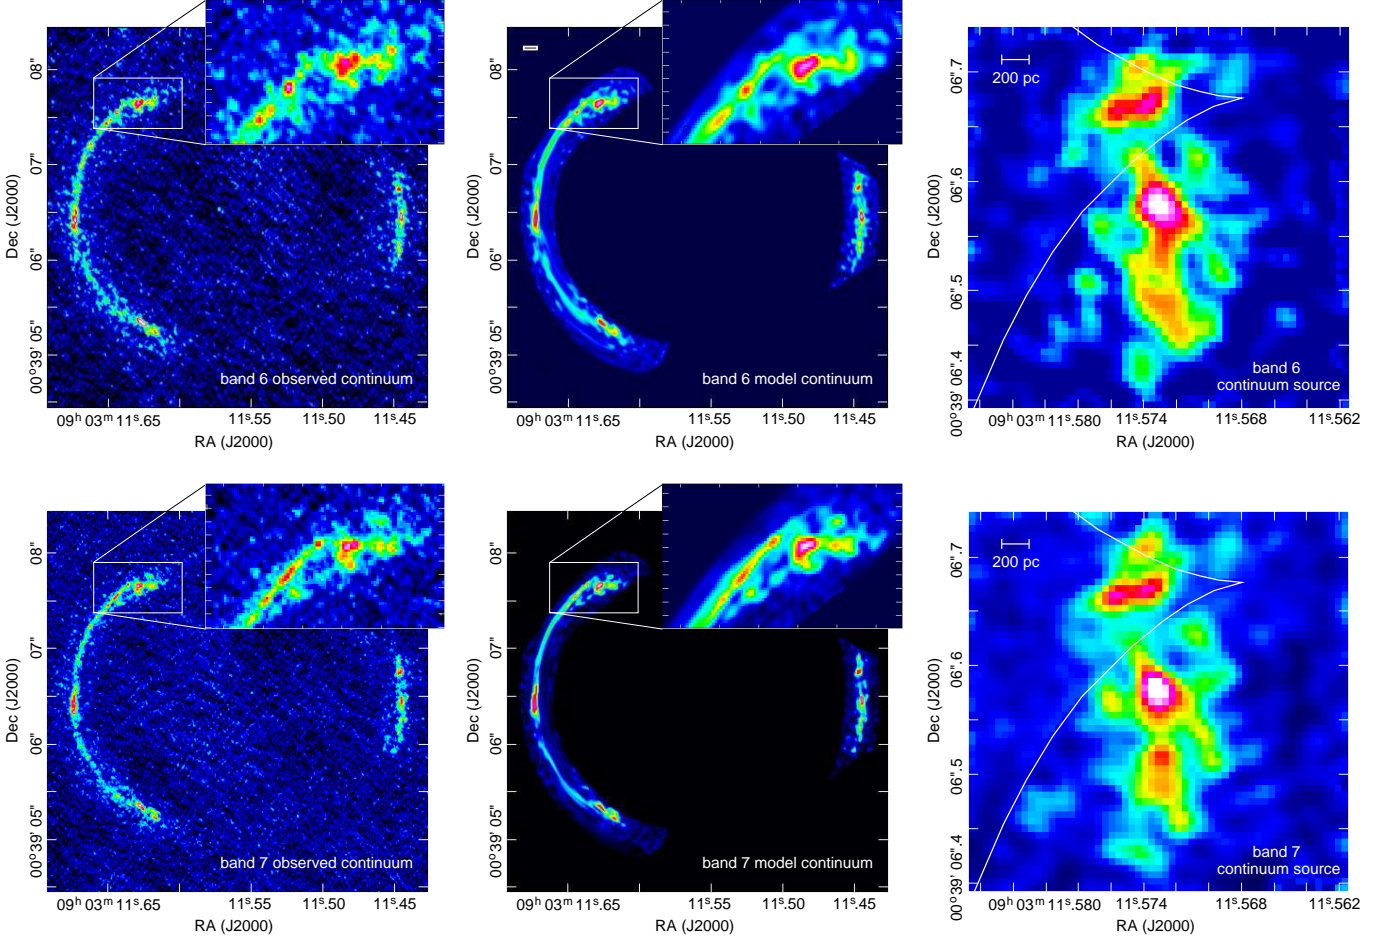 08"
07"
06"
00°39' 05"
Dec (J2000)
band 6 observed continuum
09ʰ 03ᵐ 11ˢ.65
11ˢ.55
11ˢ.50
11ˢ.45
RA (J2000)
08"
07"
06"
00°39' 05"
Dec (J2000)
band 6 model continuum
09ʰ 03ᵐ 11ˢ.65
11ˢ.55
11ˢ.50
11ˢ.45
RA (J2000)
200 pc
06".7
06".6
06".5
00°39' 06".4
Dec (J2000)
band 6
continuum source
09ʰ 03ᵐ 11ˢ.580
11ˢ.574
11ˢ.568
11ˢ.562
RA (J2000)
08"
07"
06"
00°39' 05"
Dec (J2000)
band 7 observed continuum
09ʰ 03ᵐ 11ˢ.65
11ˢ.55
11ˢ.50
11ˢ.45
RA (J2000)
08"
07"
06"
00°39' 05"
Dec (J2000)
band 7 model continuum
09ʰ 03ᵐ 11ˢ.65
11ˢ.55
11ˢ.50
11ˢ.45
RA (J2000)
200 pc
06".7
06".6
06".5
00°39' 06".4
Dec (J2000)
band 7
continuum source
09ʰ 03ᵐ 11ˢ.580
11ˢ.574
11ˢ.568
11ˢ.562
RA (J2000)